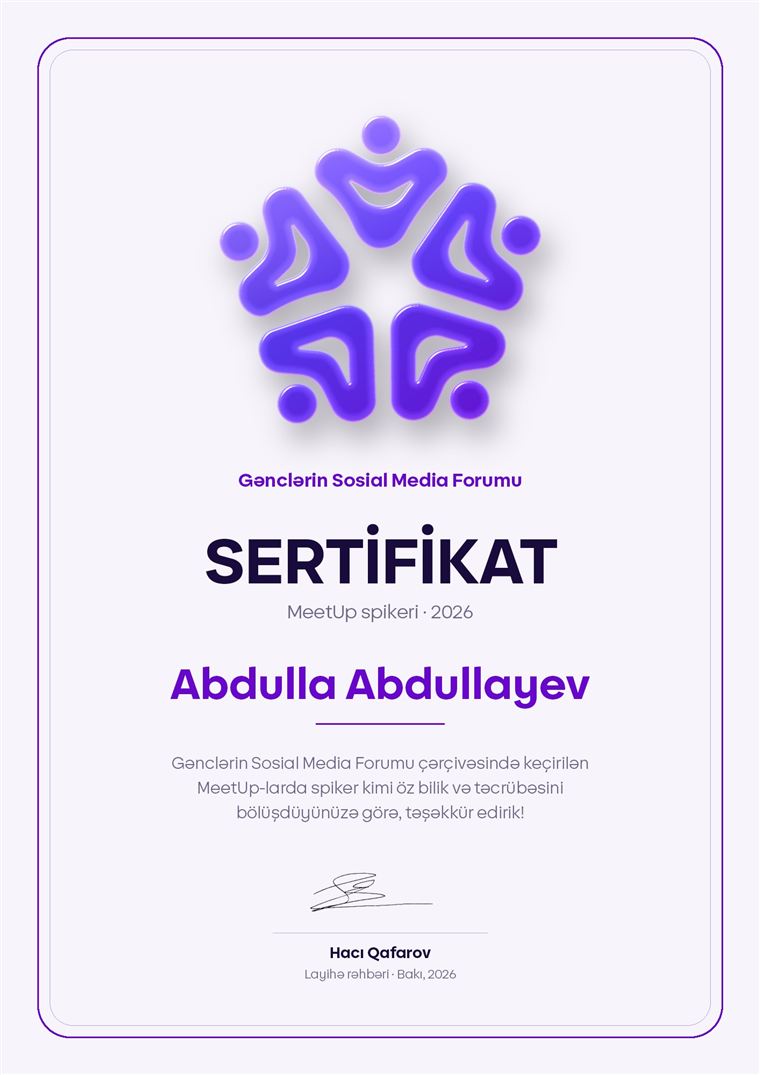 Gənclərin Sosial Media Forumu
SERTİFİKAT
MeetUp spikeri · 2026
Abdulla Abdullayev
Gənclərin Sosial Media Forumu çərçivəsində keçirilən
MeetUp-larda spiker kimi öz bilik və təcrübəsini
bölüşdüyünüzə görə, təşəkkür edirik!
Hacı Qafarov
Layihə rəhbəri · Bakı, 2026